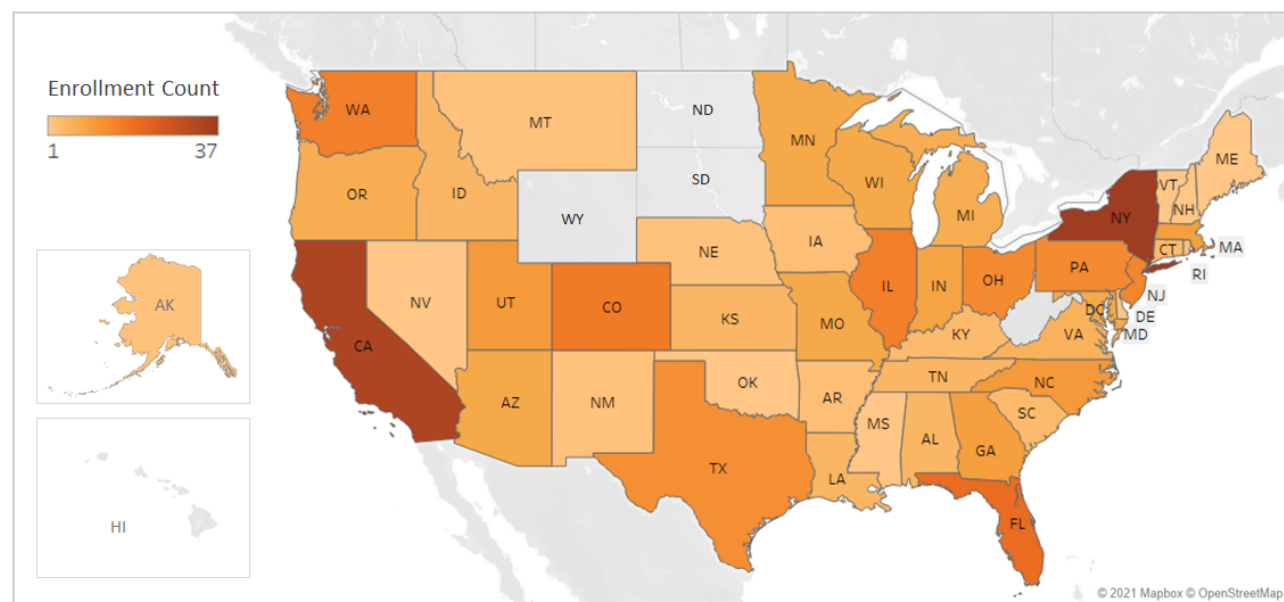 Enrollment Count
1 37
WA
MT
ND
MN
ME
VT
NH
OR
ID
SD
WI
MI
NY
MA
WY
IA
CT
RI
NE
PA
NJ
AK
NV
UT
CO
IL
IN
OH
DC
DE
MD
CA
KS
MO
KY
VA
AZ
NM
OK
AR
TN
NC
SC
TX
LA
MS
AL
GA
FL
HI
© 2021 Mapbox © OpenStreetMap